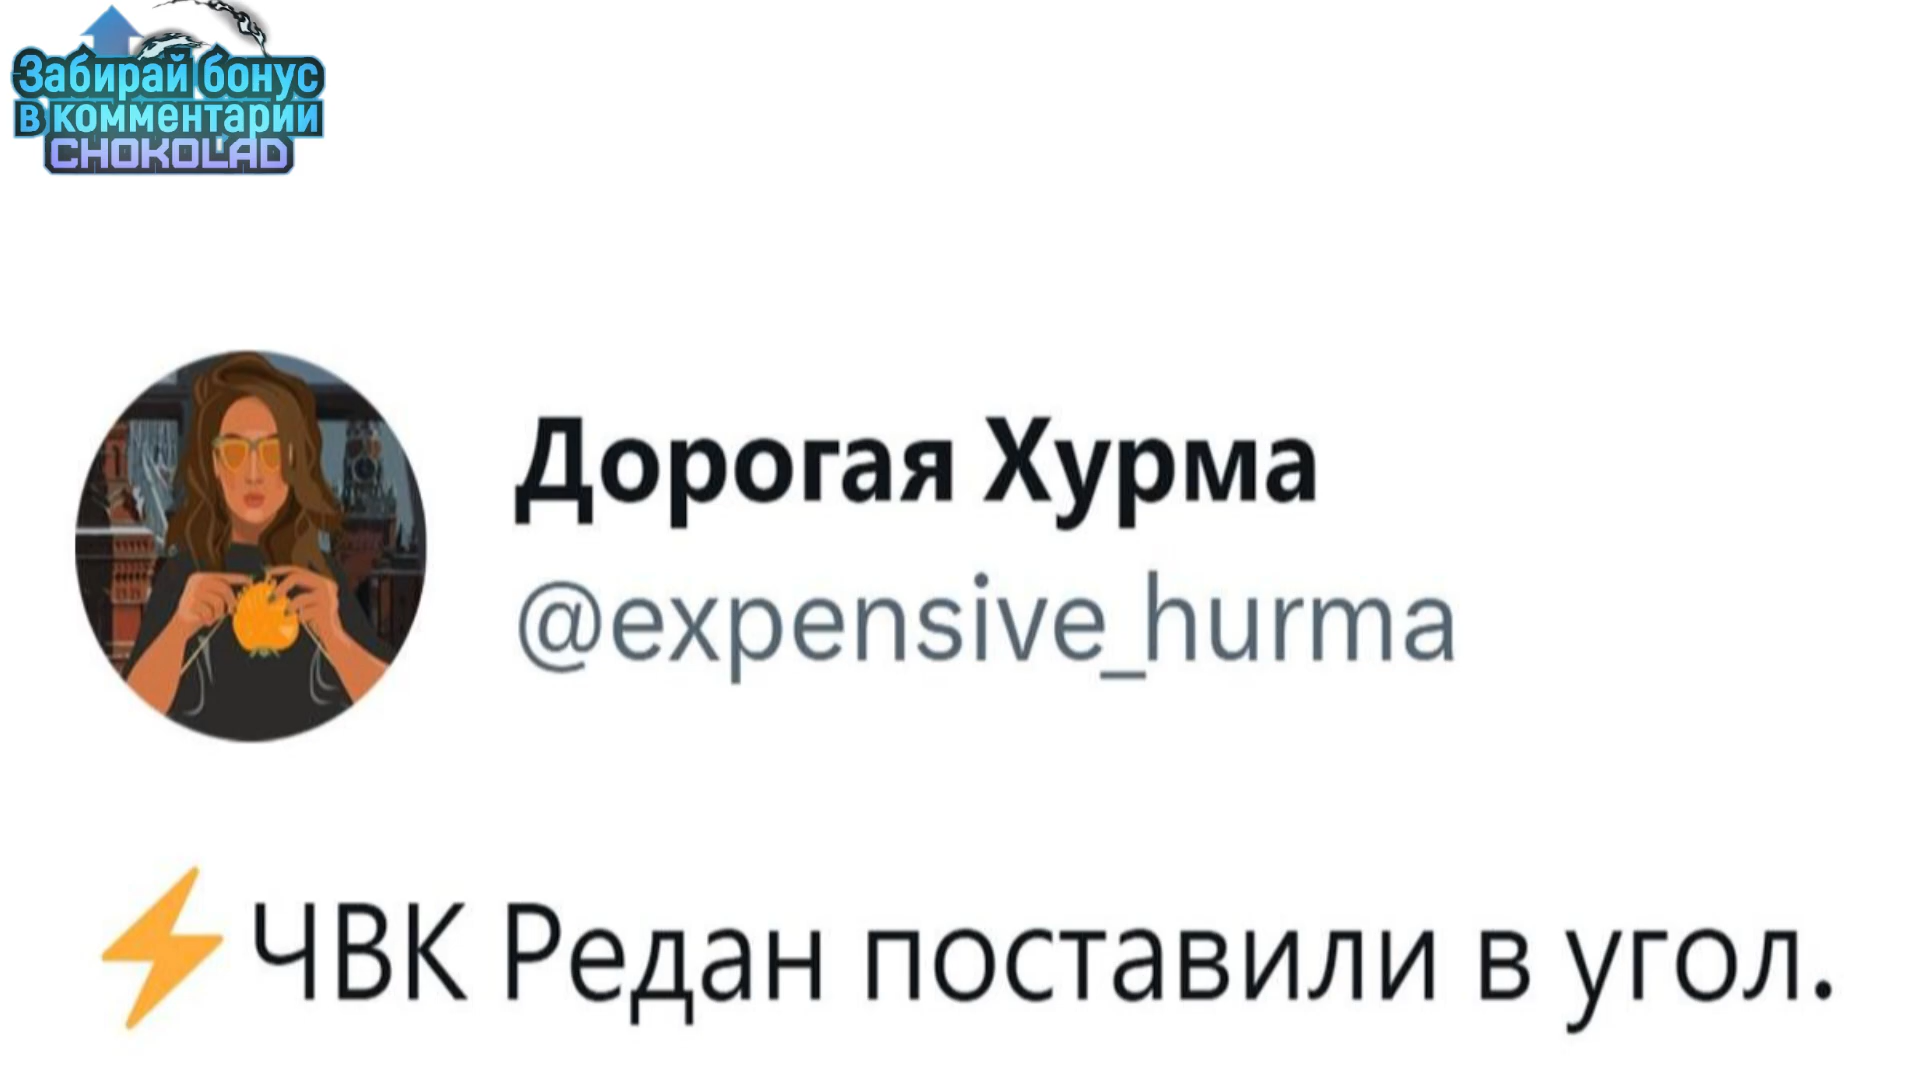 Забирай бонус
в комментарии
CHOKOLAD
Дорогая Хурма
@expensive_hurma
⚡ЧВК Редан поставили в угол.